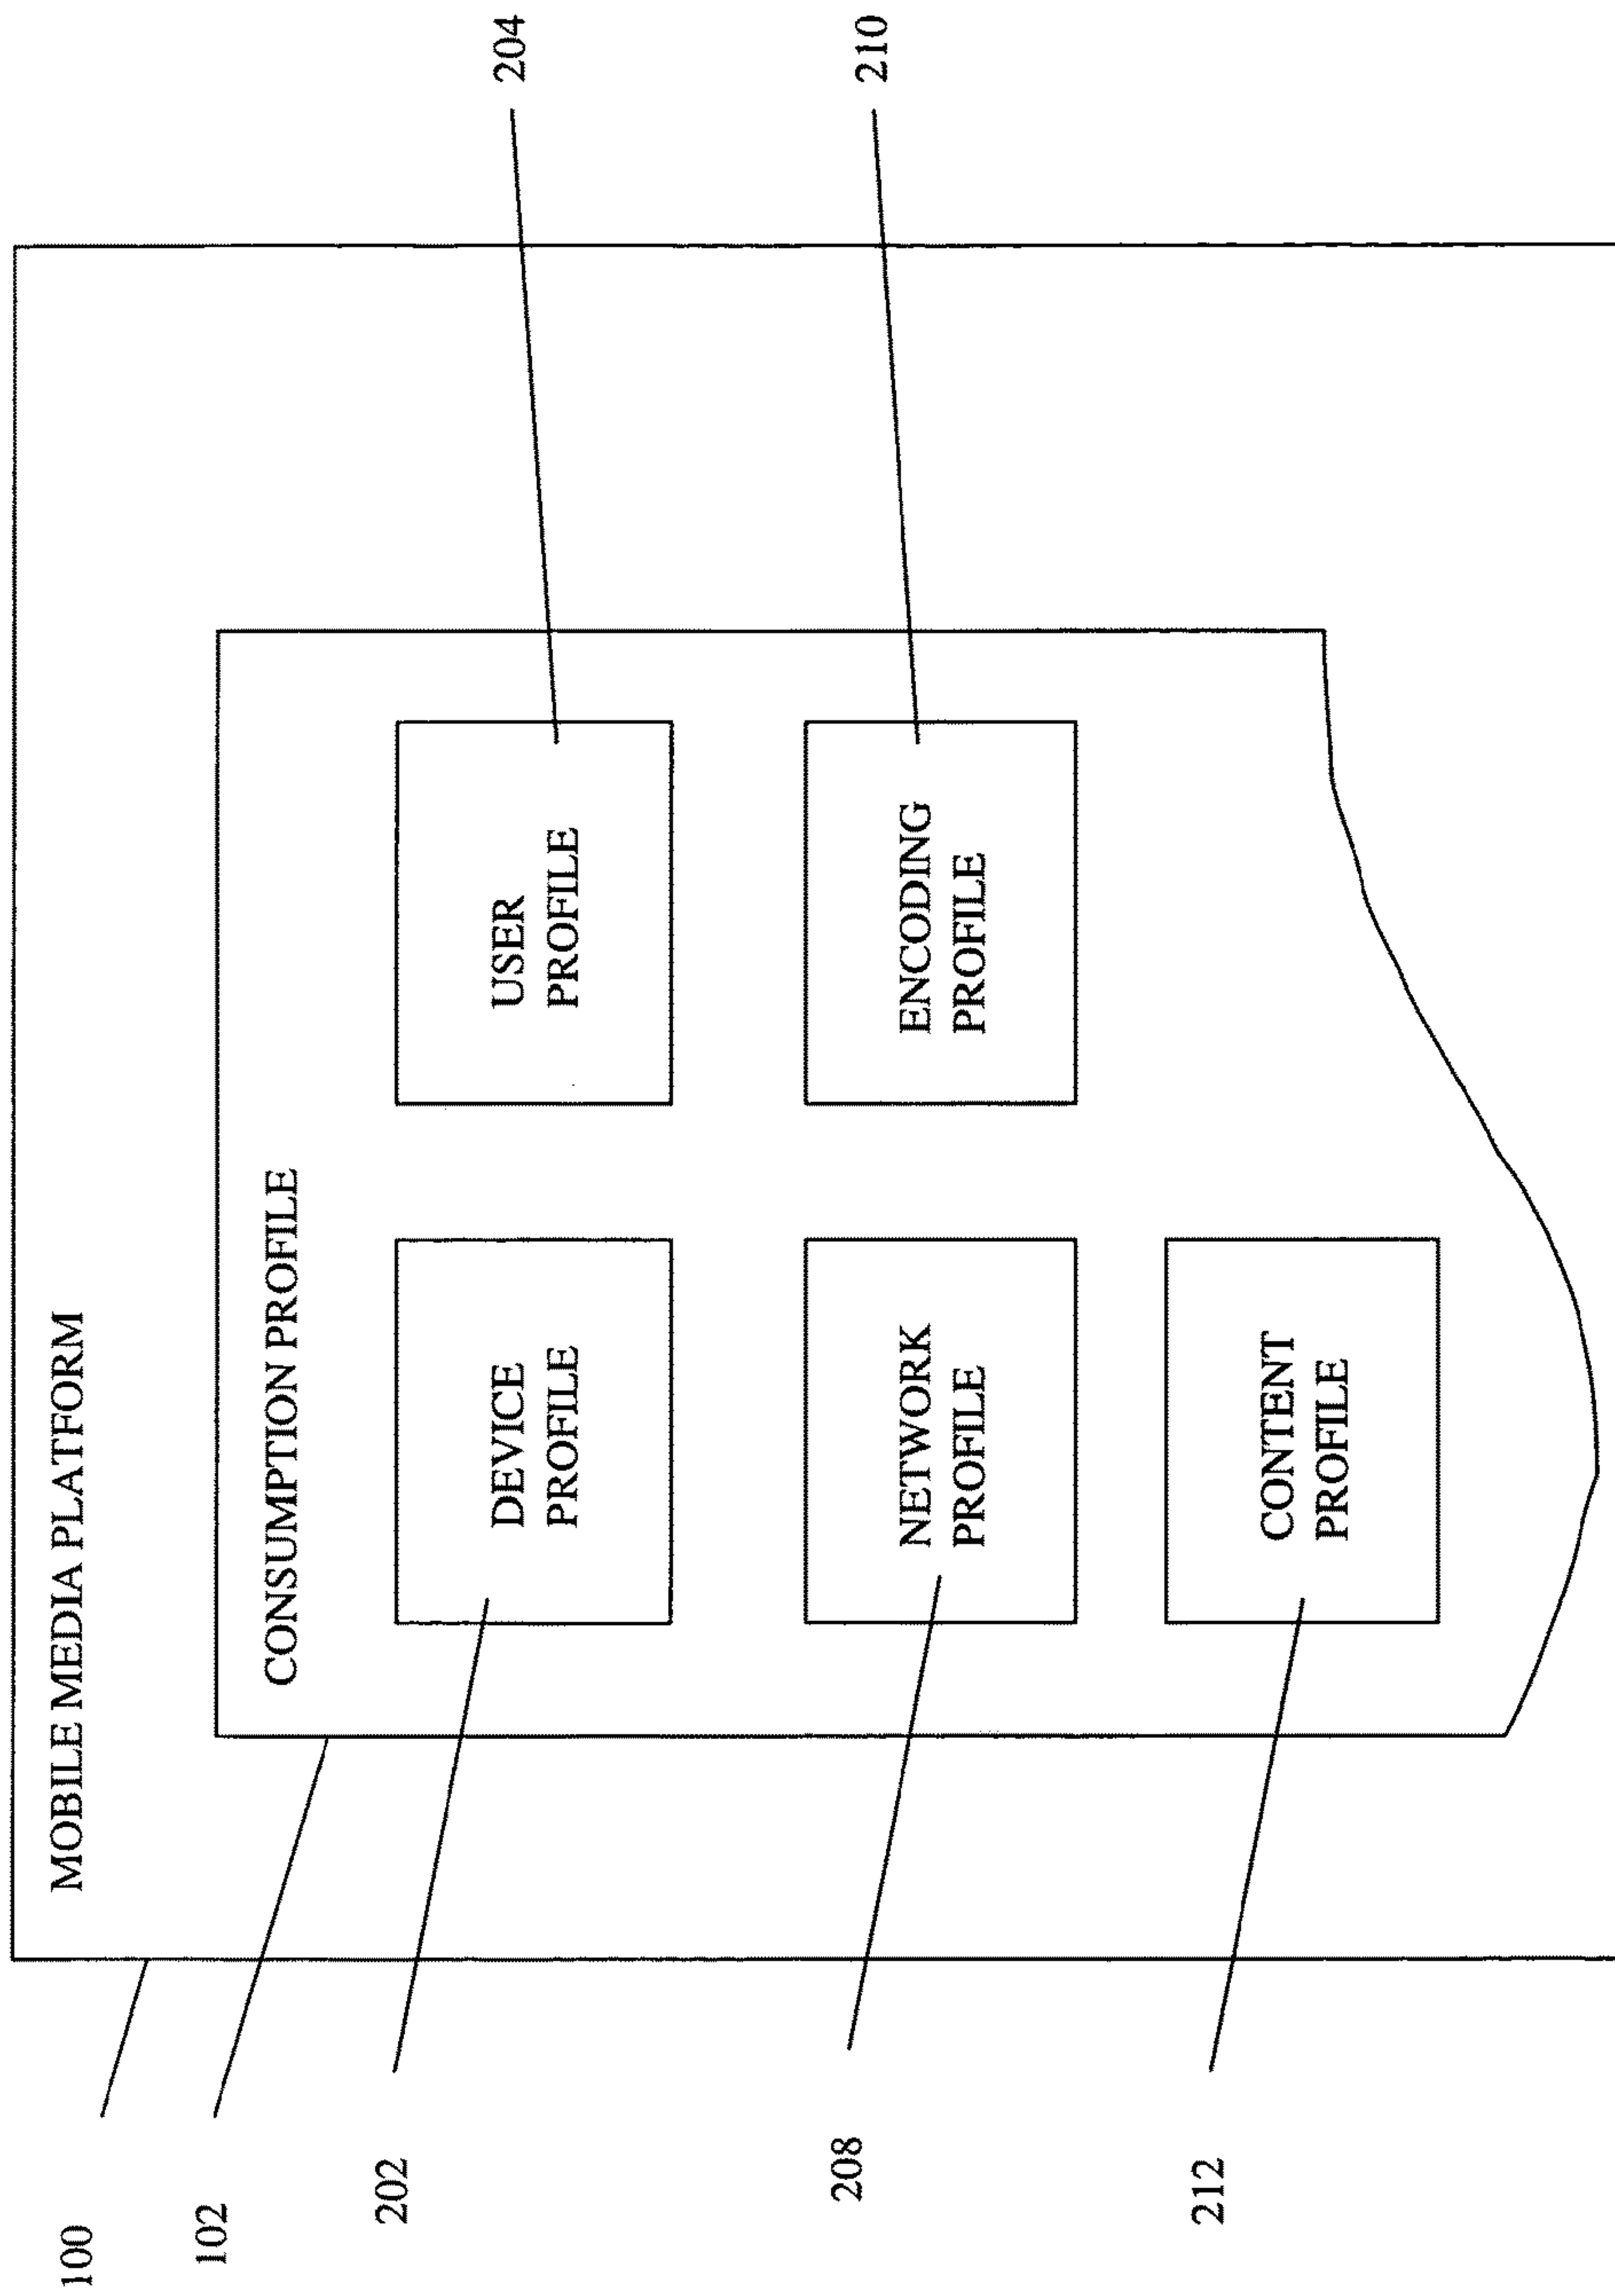 MOBILE MEDIA PLATFORM
100
CONSUMPTION PROFILE
102
DEVICE
PROFILE
202
USER
PROFILE
204
NETWORK
PROFILE
208
ENCODING
PROFILE
210
CONTENT
PROFILE
212